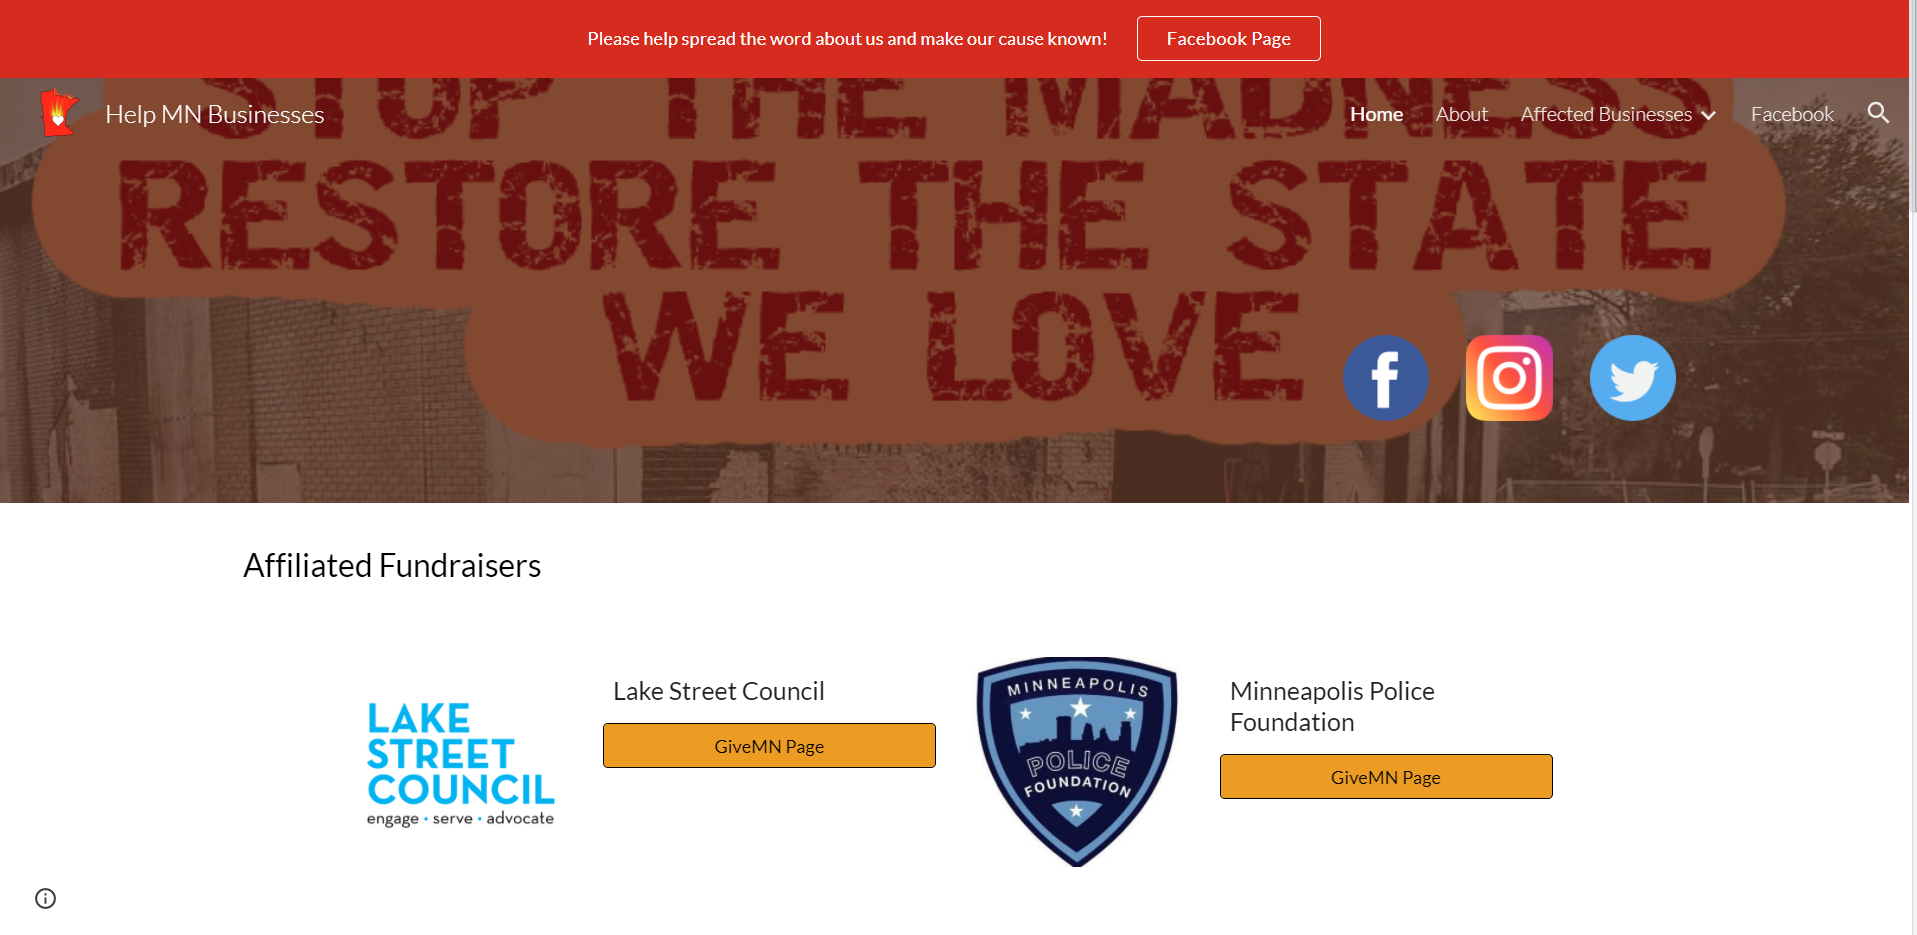 Please help spread the word about us and make our cause known!
Facebook Page
Help MN Businesses
Home
About
Affected Businesses
Facebook
STOP THE MADNESS
RESTORE THE STATE
WE LOVE
Affiliated Fundraisers
LAKE
STREET
COUNCIL
engage • serve • advocate
Lake Street Council
GiveMN Page
MINNEAPOLIS
POLICE
FOUNDATION
Minneapolis Police
Foundation
GiveMN Page